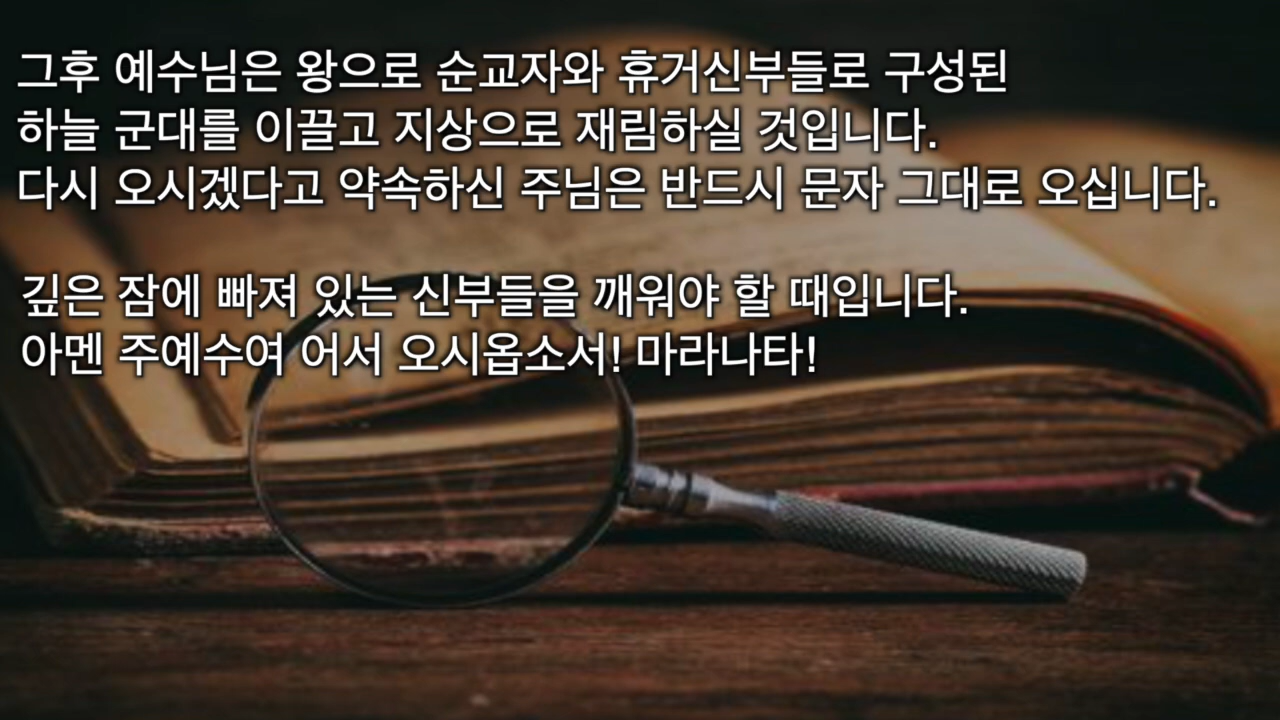 그후 예수님은 왕으로 순교자와 휴거신부들로 구성된
하늘 군대를 이끌고 지상으로 재림하실 것입니다.
다시 오시겠다고 약속하신 주님은 반드시 문자 그대로 오십니다.
깊은 잠에 빠져 있는 신부들을 깨워야 할 때입니다.
아멘 주예수여 어서 오시옵소서! 마라나타!